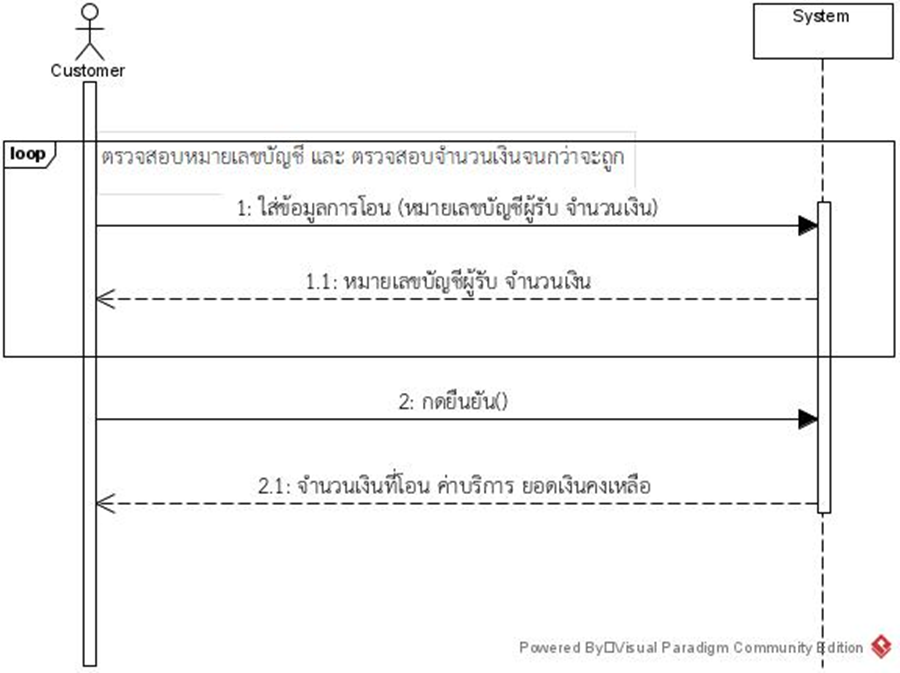 Customer
System
loop
ตรวจสอบหมายเลขบัญชี และ ตรวจสอบจำนวนเงินจนกว่าจะถูก
1: ใส่ข้อมูลการโอน (หมายเลขบัญชีผู้รับ จำนวนเงิน)
1.1: หมายเลขบัญชีผู้รับ จำนวนเงิน
2: กดยืนยัน()
2.1: จำนวนเงินที่โอน ค่าบริการ ยอดเงินคงเหลือ
Powered By□Visual Paradigm Community Edition